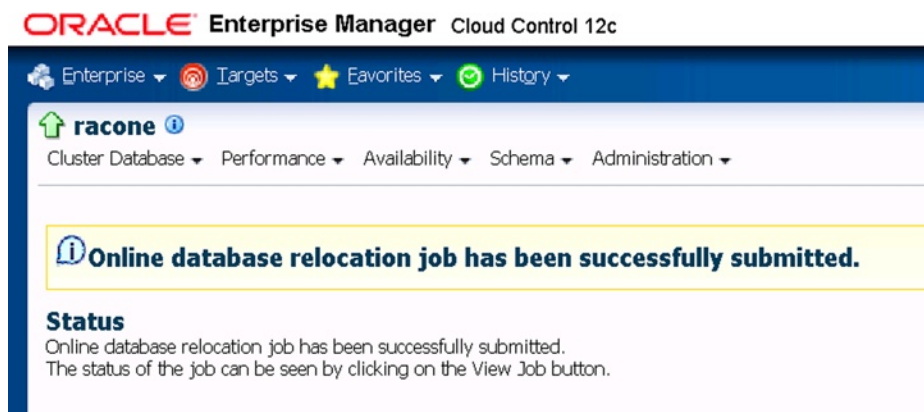 ORACLE Enterprise Manager Cloud Control 12c
Enterprise Targets Favorites History
racone
Cluster Database Performance Availability Schema Administration
Online database relocation job has been successfully submitted.
Status
Online database relocation job has been successfully submitted.
The status of the job can be seen by clicking on the View Job button.